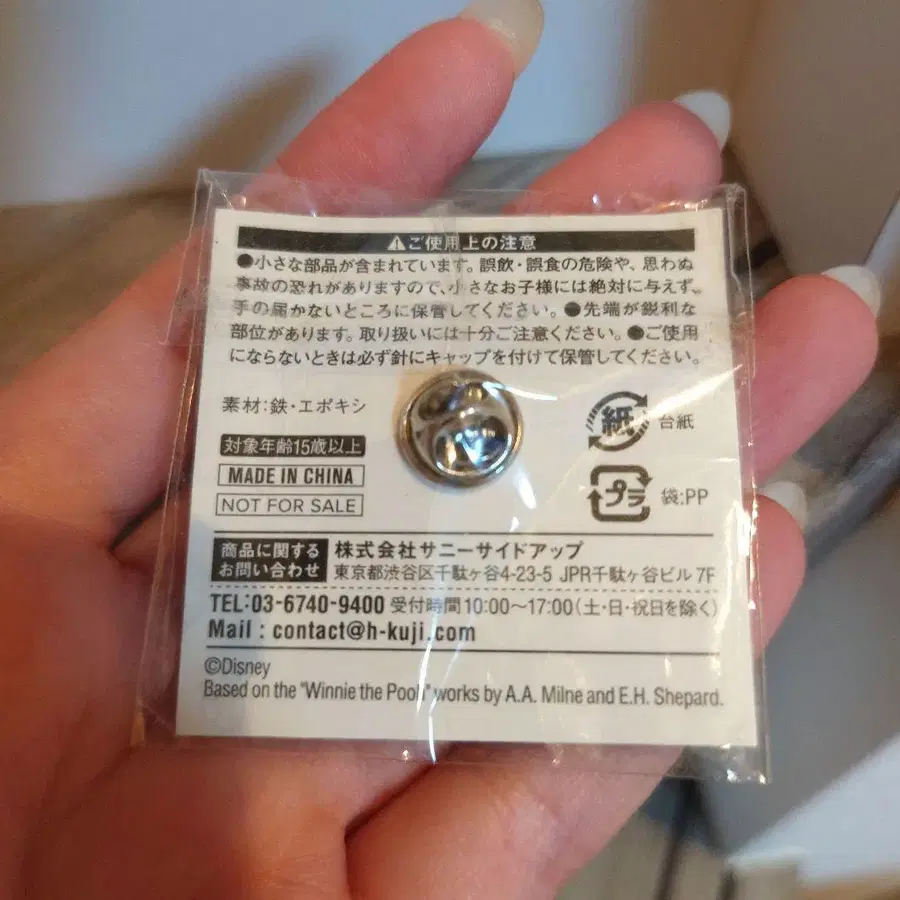 ⚠ご使用上の注意
●小さな部品が含まれています。誤飲・誤食の危険や、思わぬ
事故の恐れがありますので、小さなお子様には絶対に与えず、
手の届かないところに保管してください。●先端が鋭利な
部位があります。取り扱いには十分ご注意ください。●ご使用
にならないときは必ず針にキャップを付けて保管してください。
素材:鉄・エポキシ
対象年齢15歳以上
MADE IN CHINA
NOT FOR SALE
紙 台紙
プラ 袋:PP
商品に関する
お問い合わせ
株式会社サニーサイドアップ
東京都渋谷区千駄ヶ谷4-23-5 JPR千駄ヶ谷ビル 7F
TEL:03-6740-9400 受付時間10:00~17:00(土・日・祝日を除く)
Mail : contact@h-kuji.com
©Disney
Based on the "Winnie the Pooh" works by A.A. Milne and E.H. Shepard.